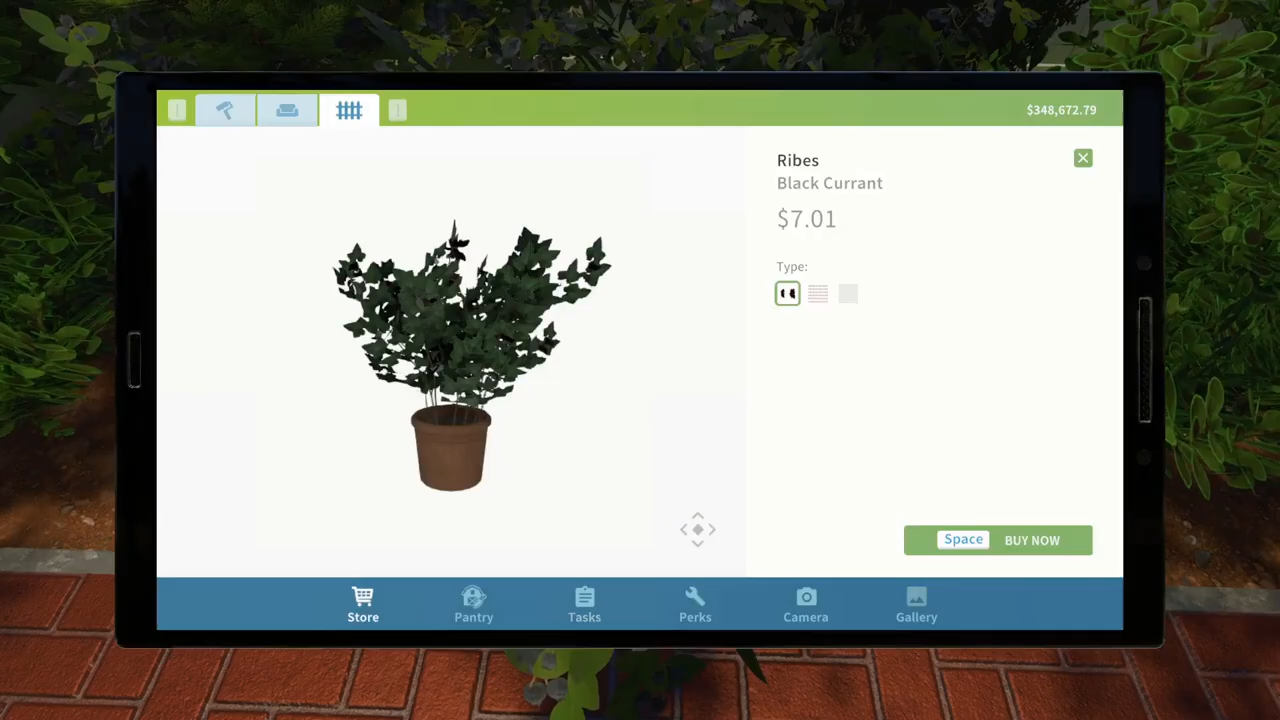 $348,672.79
Ribes
Black Currant
$7.01
Type:
Space BUY NOW
Store Pantry Tasks Perks Camera Gallery